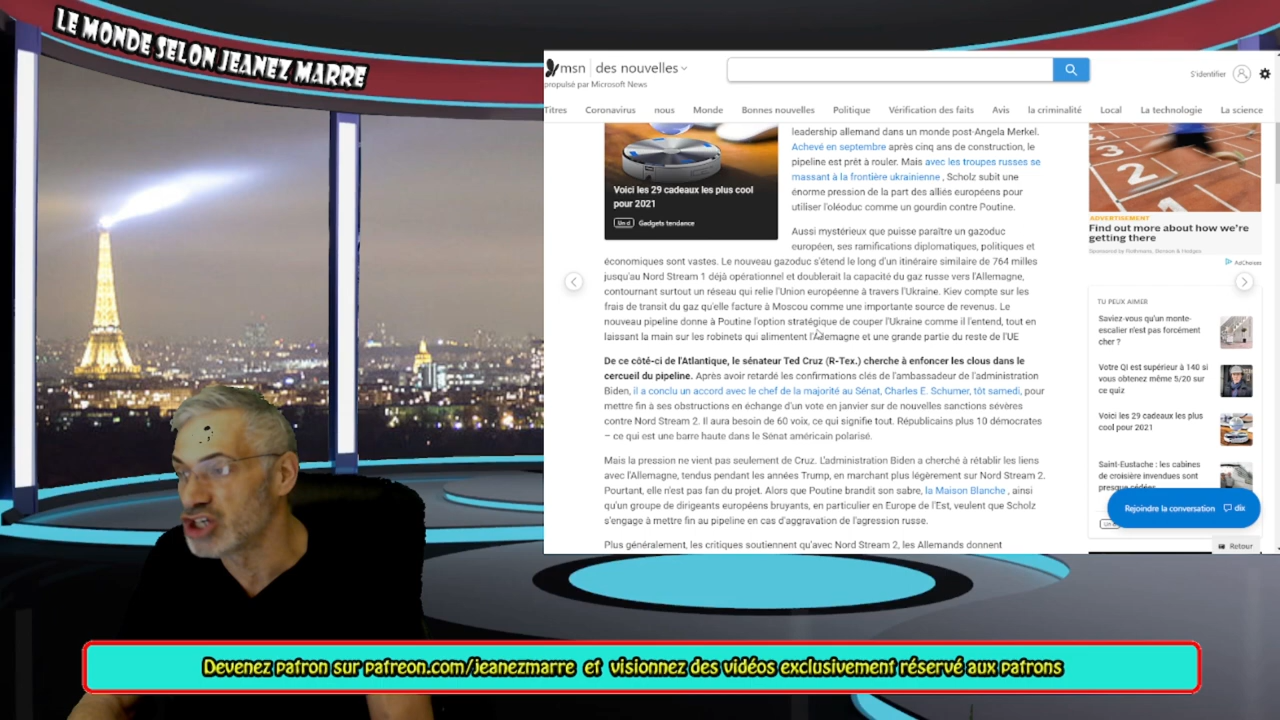 LE MONDE SELON JEANEZ MARRE
msn | des nouvelles
propulsé par Microsoft News
S'identifier
Titres Coronavirus nous Monde Bonnes nouvelles Politique Vérification des faits Avis la criminalité Local La technologie La science
Voici les 29 cadeaux les plus cool
pour 2021
Un d Gadgets tendance
leadership allemand dans un monde post-Angela Merkel.
Achevé en septembre après cinq ans de construction, le
pipeline est prêt à rouler. Mais avec les troupes russes se
massant à la frontière ukrainienne , Scholz subit une
énorme pression de la part des alliés européens pour
utiliser l'oléoduc comme un gourdin contre Poutine.
Aussi mystérieux que puisse paraître un gazoduc
européen, ses ramifications diplomatiques, politiques et
économiques sont vastes. Le nouveau gazoduc s'étend le long d'un itinéraire similaire de 764 milles
jusqu'au Nord Stream 1 déjà opérationnel et doublerait la capacité du gaz russe vers l'Allemagne,
contournant surtout un réseau qui relie l'Union européenne à travers l'Ukraine. Kiev compte sur les
frais de transit du gaz qu'elle facture à Moscou comme une importante source de revenus. Le
nouveau pipeline donne à Poutine l'option stratégique de couper l'Ukraine comme il l'entend, tout en
laissant la main sur les robinets qui alimentent l'Allemagne et une grande partie du reste de l'UE
De ce côté-ci de l'Atlantique, le sénateur Ted Cruz (R-Tex.) cherche à enfoncer les clous dans le
cercueil du pipeline. Après avoir retardé les confirmations clés de l'ambassadeur de l'administration
Biden, il a conclu un accord avec le chef de la majorité au Sénat, Charles E. Schumer, tôt samedi, pour
mettre fin à ses obstructions en échange d'un vote en janvier sur de nouvelles sanctions sévères
contre Nord Stream 2. Il aura besoin de 60 voix, ce qui signifie tout. Républicains plus 10 démocrates
– ce qui est une barre haute dans le Sénat américain polarisé.
Mais la pression ne vient pas seulement de Cruz. L'administration Biden a cherché à rétablir les liens
avec l'Allemagne, tendus pendant les années Trump, en marchant plus légèrement sur Nord Stream 2.
Pourtant, elle n'est pas fan du projet. Alors que Poutine brandit son sabre, la Maison Blanche , ainsi
qu'un groupe de dirigeants européens bruyants, en particulier en Europe de l'Est, veulent que Scholz
s'engage à mettre fin au pipeline en cas d'aggravation de l'agression russe.
Plus généralement, les critiques soutiennent qu'avec Nord Stream 2, les Allemands donnent
2
ADVERTISEMENT
Find out more about how we're
getting there
Sponsored by Rothmans, Benson & Hedges
AdChoices
TU PEUX AIMER
Saviez-vous qu'un monte-
escalier n'est pas forcément
cher ?
Votre QI est supérieur à 140 si
vous obtenez même 5/20 sur
ce quiz
Voici les 29 cadeaux les plus
cool pour 2021
Saint-Eustache : les cabines
de croisière invendues sont
presque cédées
Rejoindre la conversation dix
Retour
Devenez patron sur patreon.com/jeanezmarre et visionnez des vidéos exclusivement réservé aux patrons